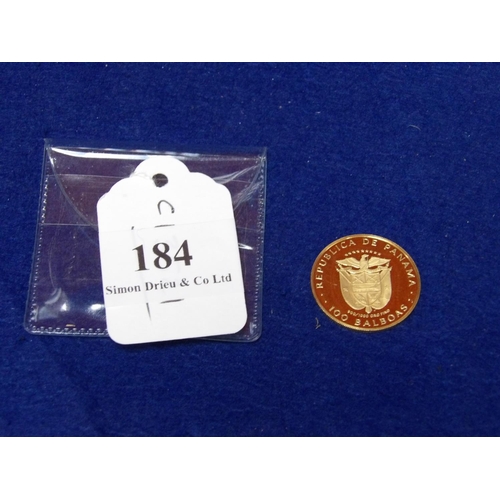 184
Simon Drieu & Co Ltd
REPUBLICA DE PANAMA
100 BALBOAS